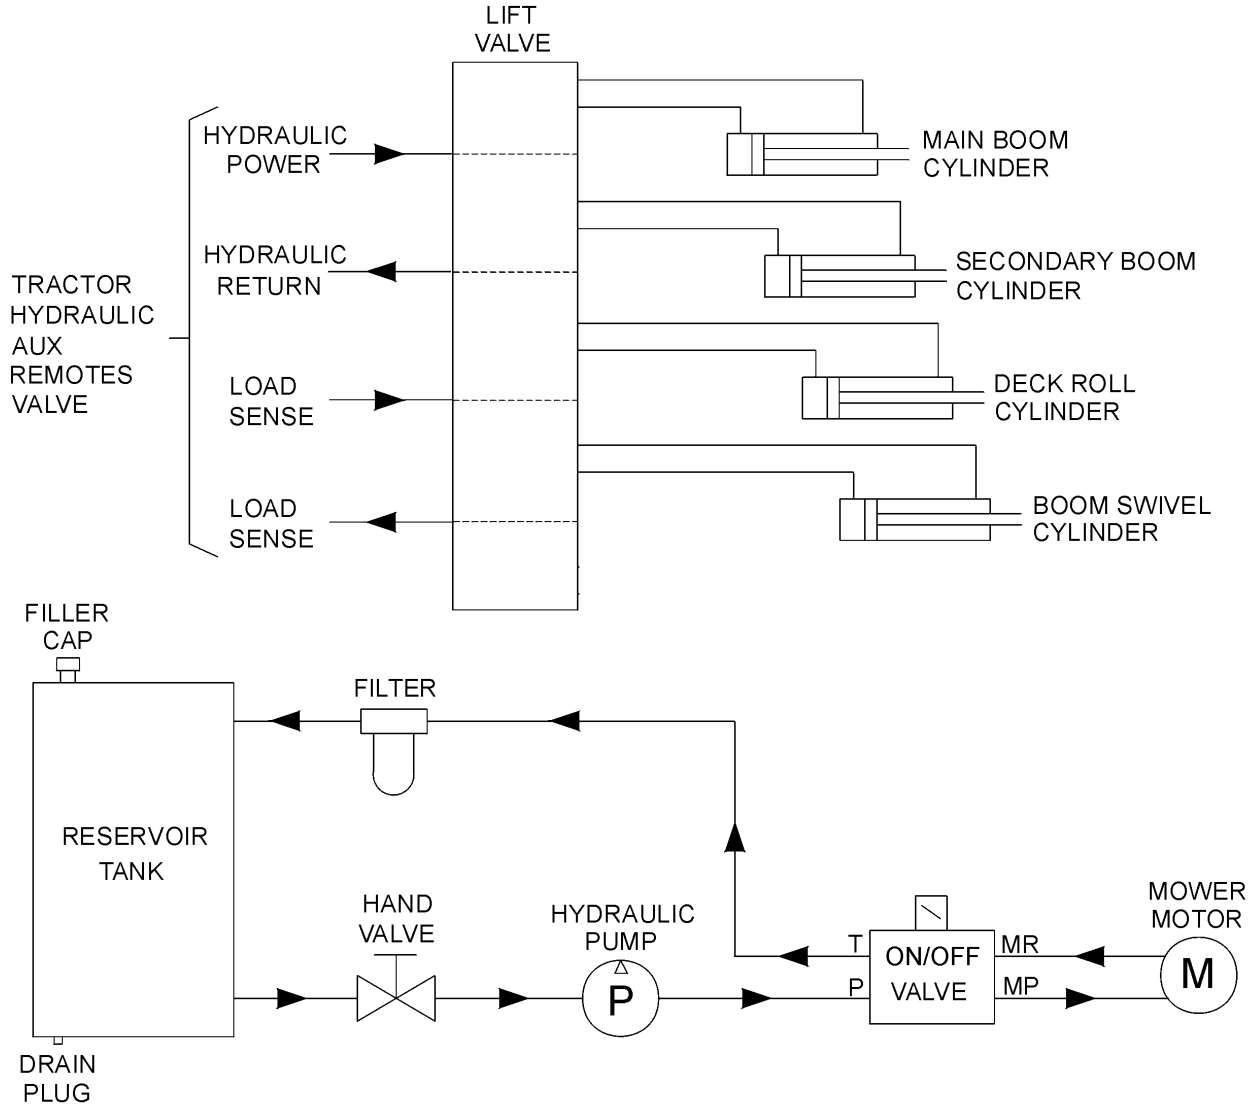 LIFT
VALVE
HYDRAULIC
POWER
MAIN BOOM
CYLINDER
HYDRAULIC
RETURN
SECONDARY BOOM
CYLINDER
TRACTOR
HYDRAULIC
AUX
REMOTES
VALVE
LOAD
SENSE
DECK ROLL
CYLINDER
LOAD
SENSE
BOOM SWIVEL
CYLINDER
FILLER
CAP
FILTER
RESERVOIR
TANK
HAND
VALVE
HYDRAULIC
PUMP
P
T
P
ON/OFF
VALVE
MR
MP
MOWER
MOTOR
M
DRAIN
PLUG